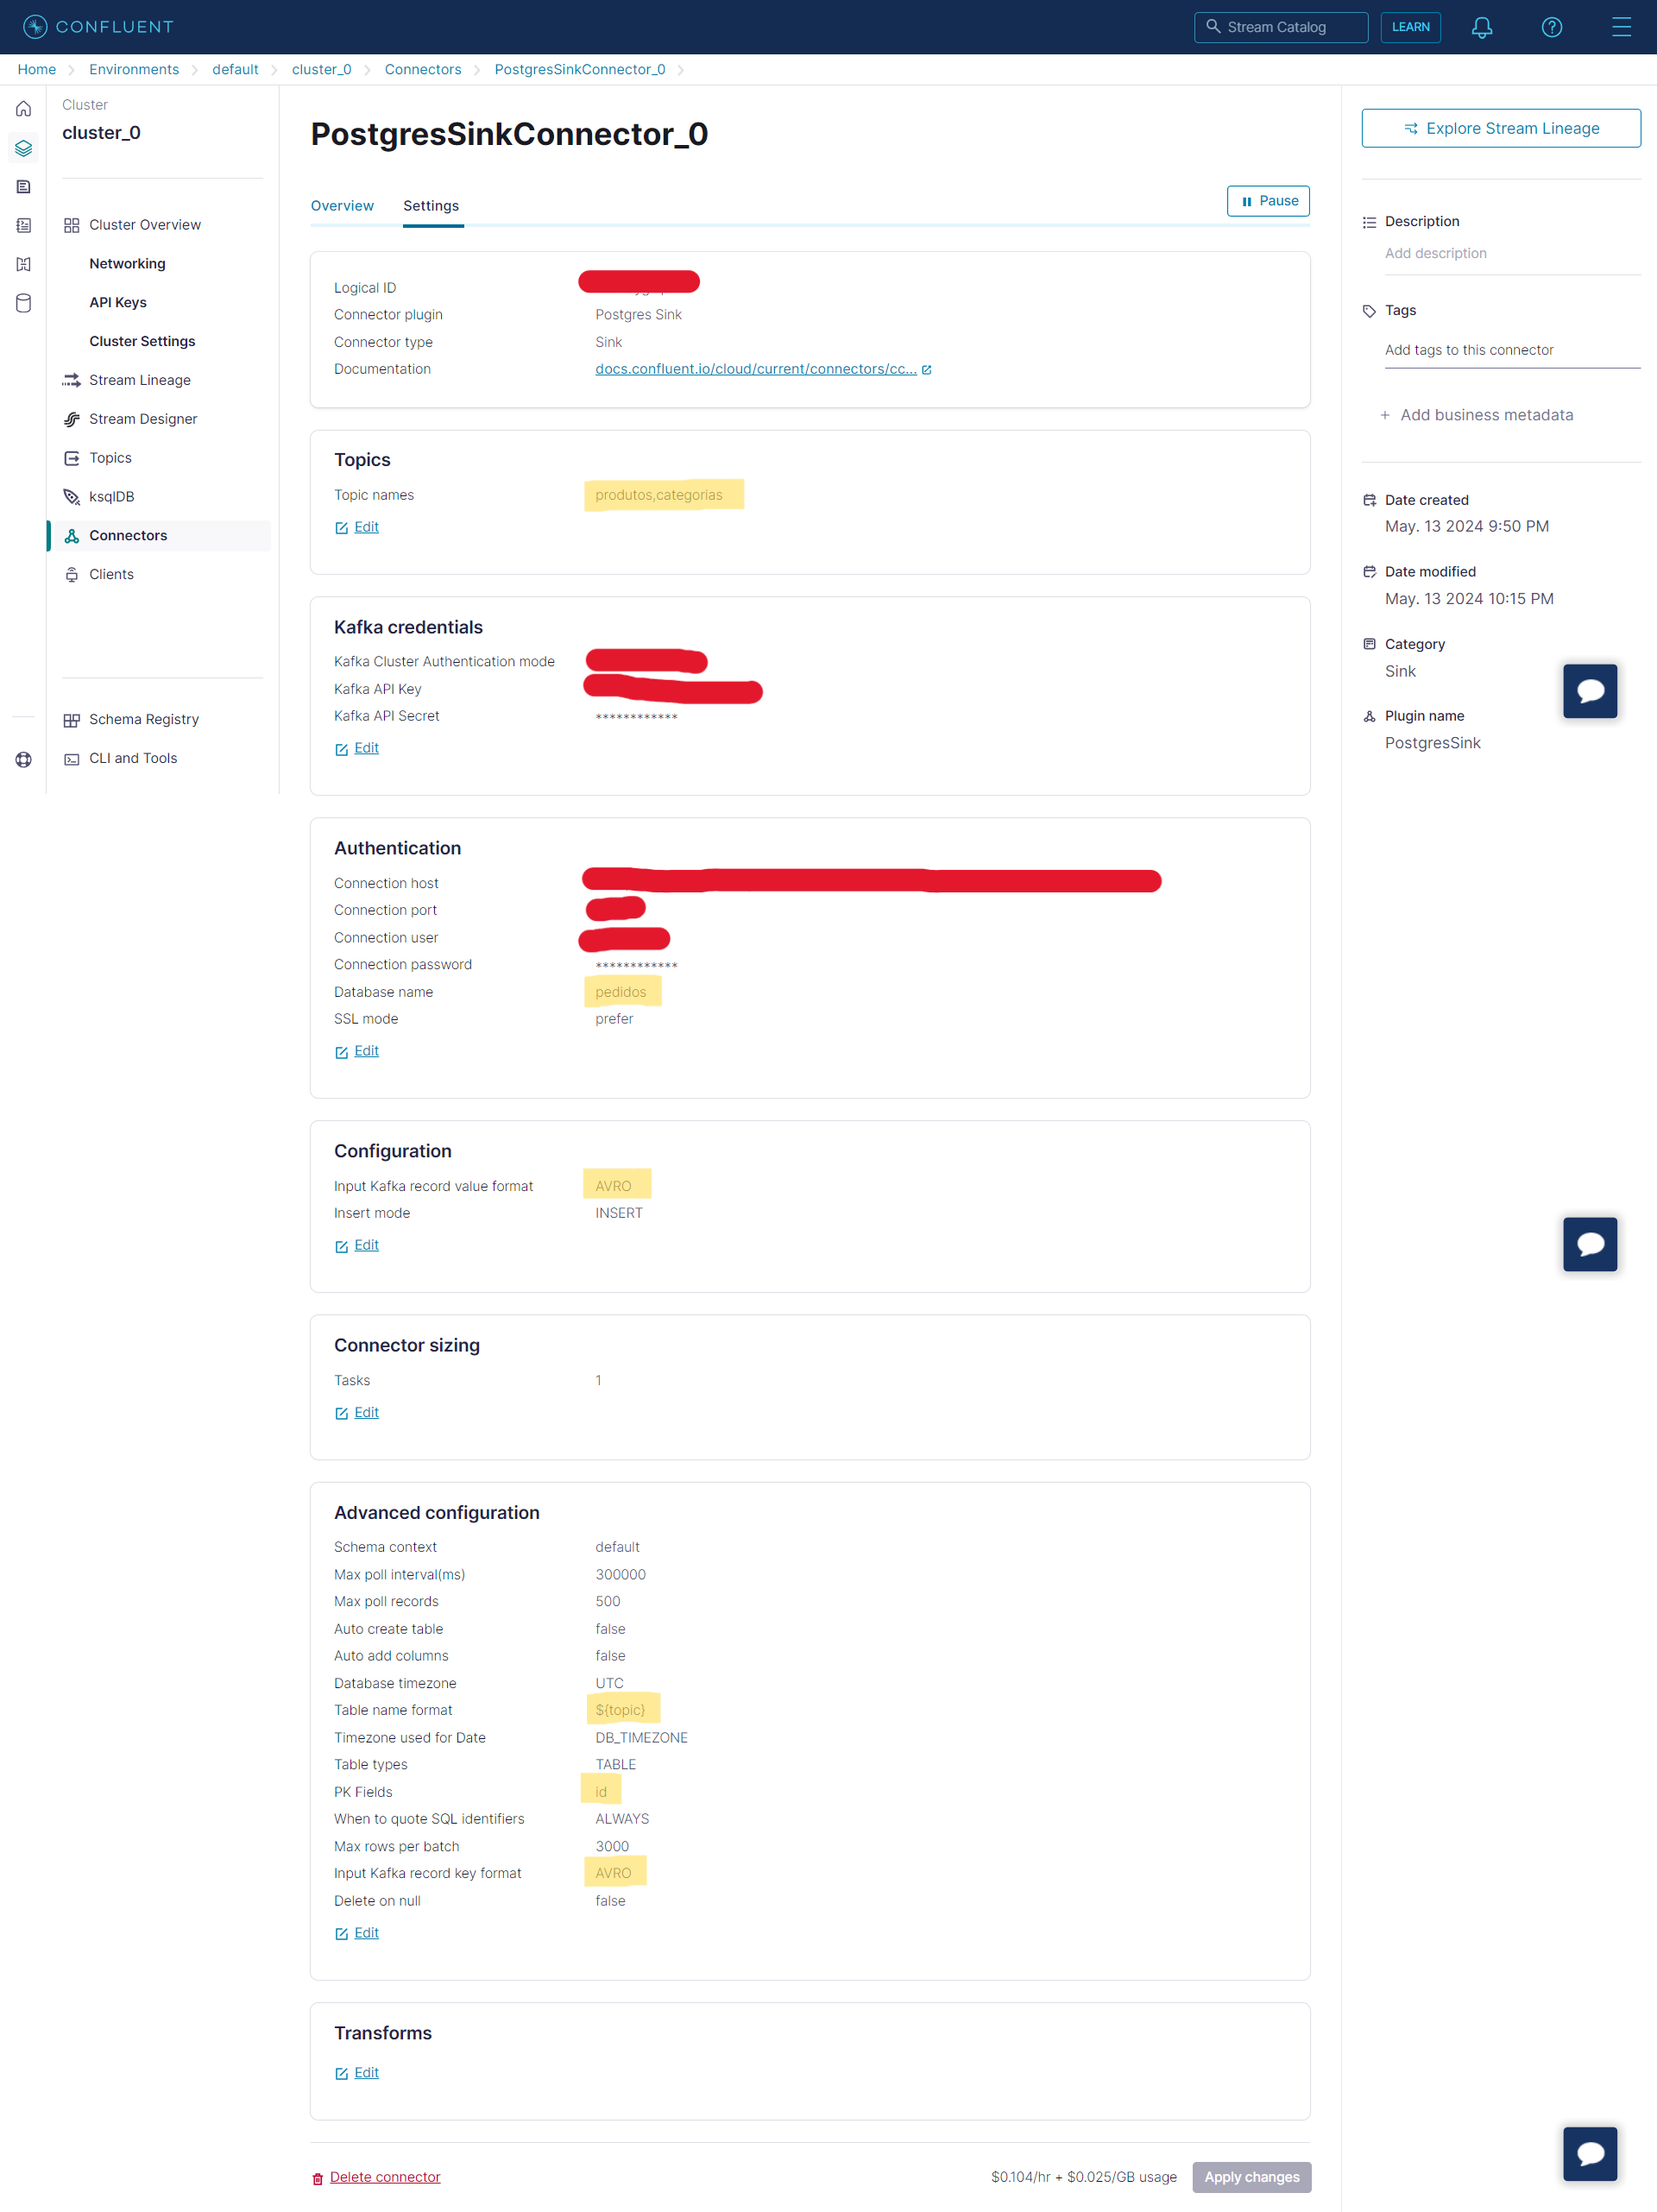 CONFLUENT
Stream Catalog
LEARN
Home > Environments > default > cluster_0 > Connectors > PostgresSinkConnector_0 >
Cluster
cluster_0
Cluster Overview
Networking
API Keys
Cluster Settings
Stream Lineage
Stream Designer
Topics
ksqlDB
Connectors
Clients
Schema Registry
CLI and Tools
PostgresSinkConnector_0
Overview
Settings
Pause
Logical ID
Connector plugin Postgres Sink
Connector type Sink
Documentation docs.confluent.io/cloud/current/connectors/cc...
Topics
Topic names produtos,categorias
Edit
Kafka credentials
Kafka Cluster Authentication mode
Kafka API Key
Kafka API Secret ************
Edit
Authentication
Connection host
Connection port
Connection user
Connection password ************
Database name pedidos
SSL mode prefer
Edit
Configuration
Input Kafka record value format AVRO
Insert mode INSERT
Edit
Connector sizing
Tasks 1
Edit
Advanced configuration
Schema context default
Max poll interval(ms) 300000
Max poll records 500
Auto create table false
Auto add columns false
Database timezone UTC
Table name format ${topic}
Timezone used for Date DB_TIMEZONE
Table types TABLE
PK Fields id
When to quote SQL identifiers ALWAYS
Max rows per batch 3000
Input Kafka record key format AVRO
Delete on null false
Edit
Transforms
Edit
Delete connector
$0.104/hr + $0.025/GB usage
Apply changes
Explore Stream Lineage
Description
Add description
Tags
Add tags to this connector
+ Add business metadata
Date created
May. 13 2024 9:50 PM
Date modified
May. 13 2024 10:15 PM
Category
Sink
Plugin name
PostgresSink